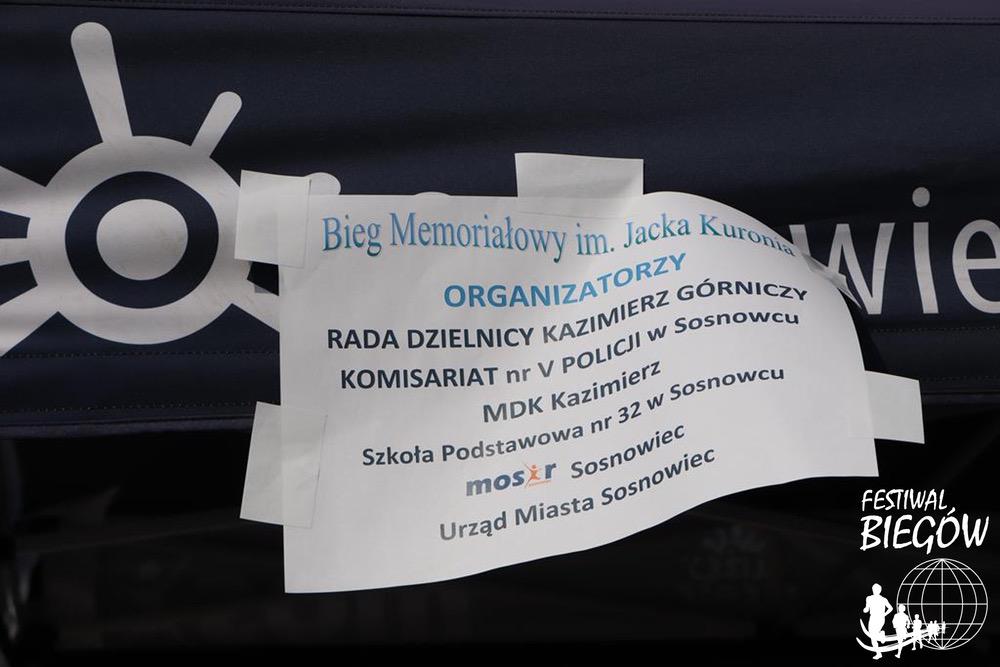 Bieg Memoriałowy im. Jacka Kuronia
ORGANIZATORZY
RADA DZIELNICY KAZIMIERZ GÓRNICZY
KOMISARIAT nr V POLICJI w Sosnowcu
MDK Kazimierz
Szkoła Podstawowa nr 32 w Sosnowcu
mosir Sosnowiec
Urząd Miasta Sosnowiec
wie
FESTIWAL
BIEGÓW